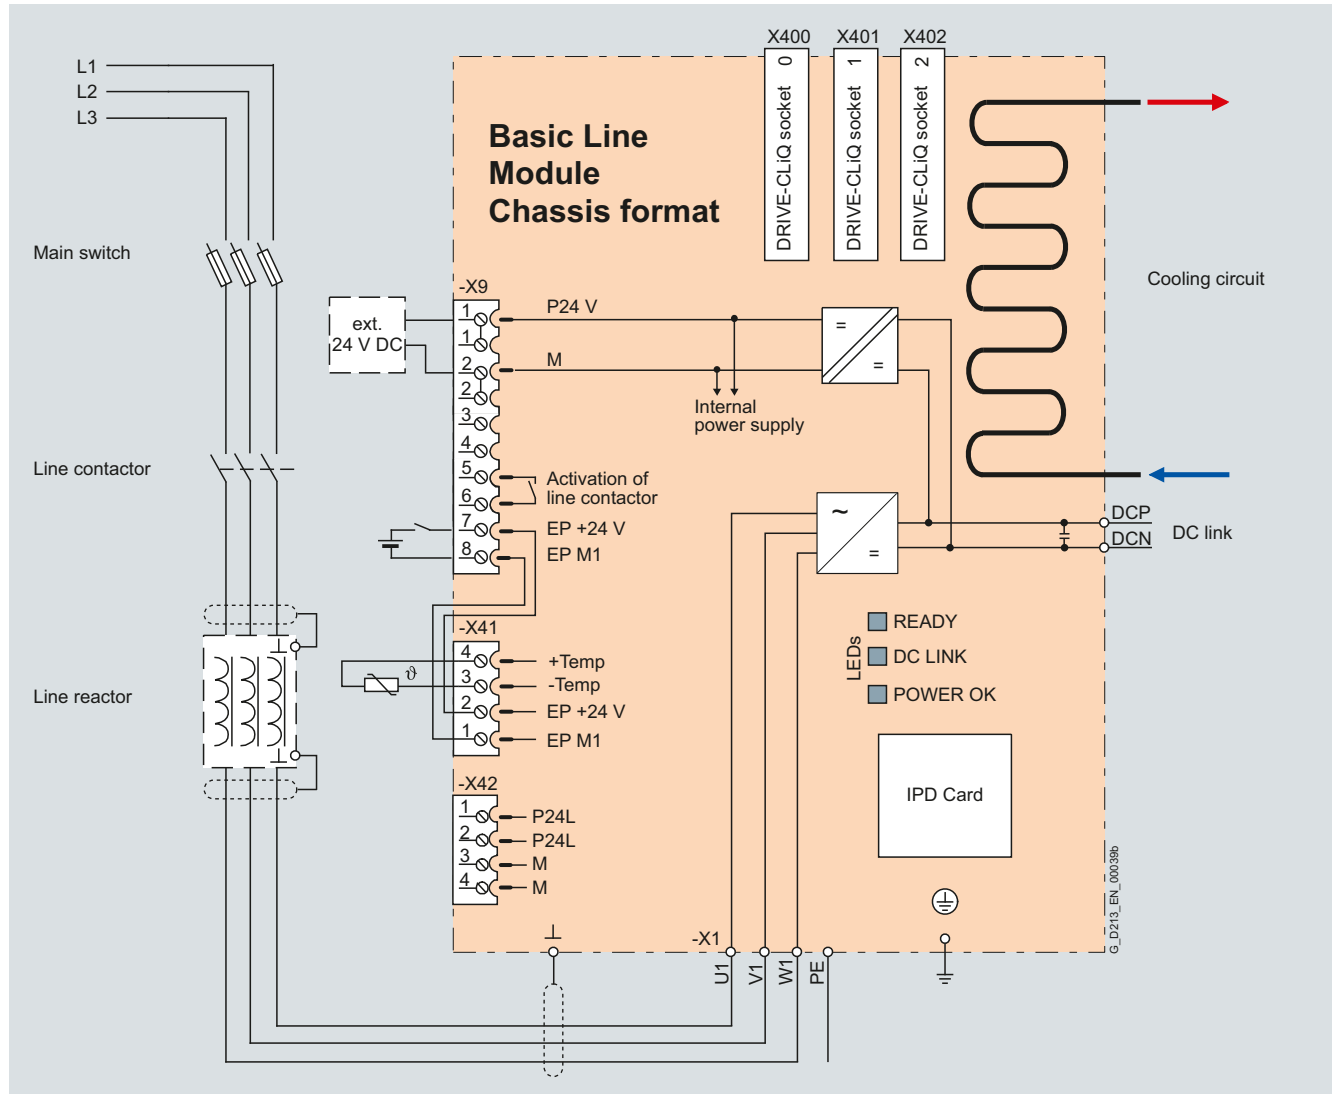 X400 X401 X402
L1
L2
L3
DRIVE-CLiQ socket 0
DRIVE-CLiQ socket 1
DRIVE-CLiQ socket 2
Basic Line
Module
Chassis format
Main switch
Cooling circuit
ext.
24 V DC
-X9
1
1
2
2
3
4
5
6
7
8
P24 V
M
=
=
Internal
power supply
Activation of
line contactor
EP +24 V
EP M1
Line contactor
~
=
DCP
DCN
DC link
LEDs
READY
DC LINK
POWER OK
-X41
4
3
2
1
+Temp
-Temp
EP +24 V
EP M1
ϑ
Line reactor
IPD Card
-X42
1
2
3
4
P24L
P24L
M
M
-X1
U1
V1
W1
PE
G_D213_EN_00039b